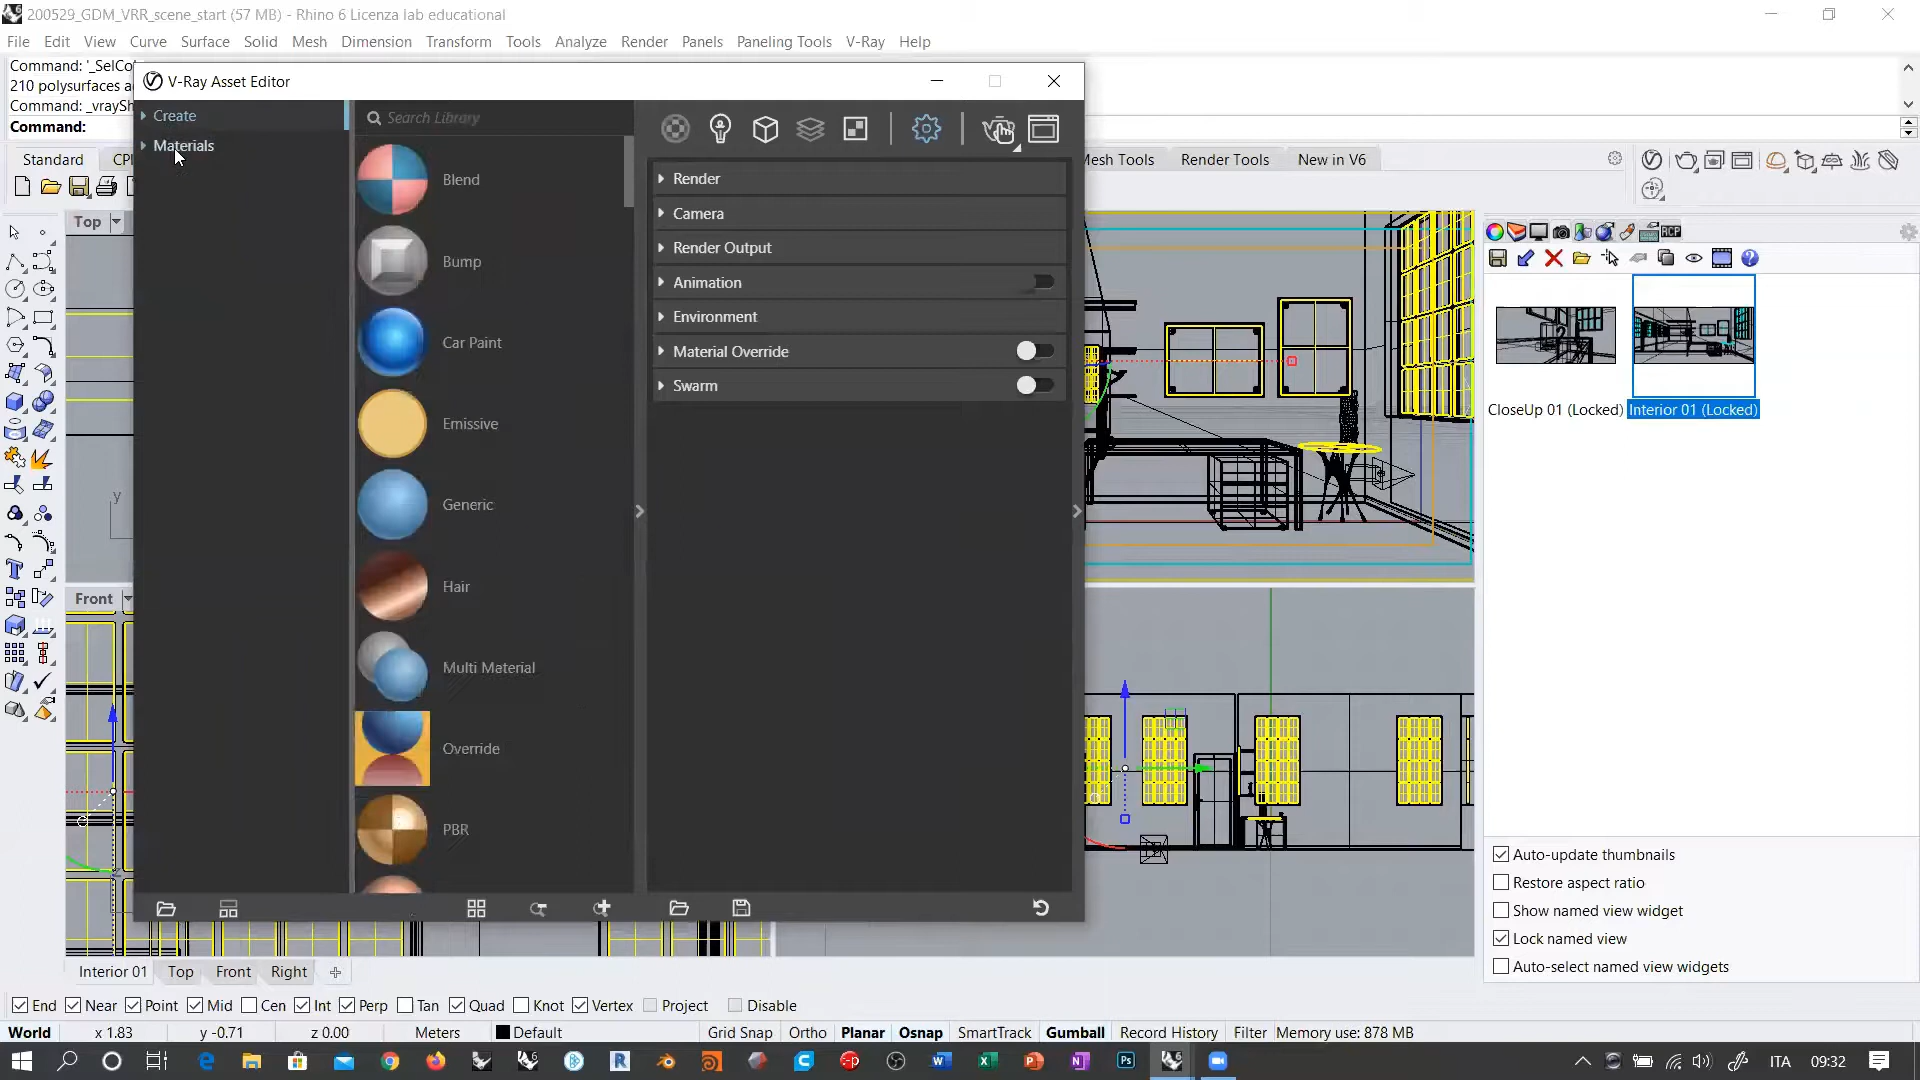 200529_GDM_VRR_scene_start (57 MB) - Rhino 6 Licenza lab educational
File Edit View Curve Surface Solid Mesh Dimension Transform Tools Analyze Render Panels Paneling Tools V-Ray Help
Command: '_SelCol
210 polysurfaces a
Command: _vraySh
Command:
V-Ray Asset Editor
Create
Materials
Search Library
Blend
Bump
Car Paint
Emissive
Generic
Hair
Multi Material
Override
PBR
Render
Camera
Render Output
Animation
Environment
Material Override
Swarm
Standard CPl
Mesh Tools Render Tools New in V6
Top
Front
y
RCP
CloseUp 01 (Locked) Interior 01 (Locked)
Auto-update thumbnails
Restore aspect ratio
Show named view widget
Lock named view
Auto-select named view widgets
Interior 01 Top Front Right
End Near Point Mid Cen Int Perp Tan Quad Knot Vertex Project Disable
World x 1.83 y -0.71 z 0.00 Meters Default Grid Snap Ortho Planar Osnap SmartTrack Gumball Record History Filter Memory use: 878 MB
ITA 09:32